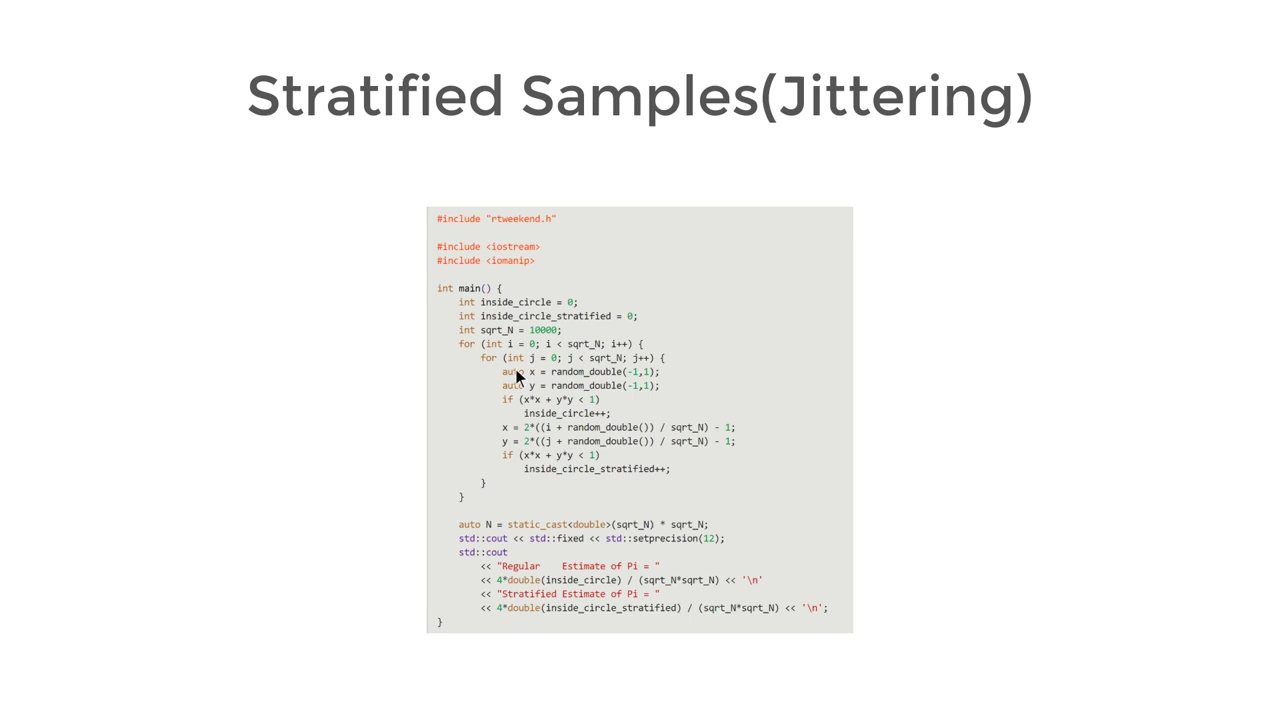 Stratified Samples(Jittering)
#include "rtweekend.h"
#include <iostream>
#include <iomanip>
int main() {
int inside_circle = 0;
int inside_circle_stratified = 0;
int sqrt_N = 10000;
for (int i = 0; i < sqrt_N; i++) {
for (int j = 0; j < sqrt_N; j++) {
auto x = random_double(-1,1);
auto y = random_double(-1,1);
if (x*x + y*y < 1)
inside_circle++;
x = 2*((i + random_double()) / sqrt_N) - 1;
y = 2*((j + random_double()) / sqrt_N) - 1;
if (x*x + y*y < 1)
inside_circle_stratified++;
}
}
auto N = static_cast<double>(sqrt_N) * sqrt_N;
std::cout << std::fixed << std::setprecision(12);
std::cout
<< "Regular    Estimate of Pi = "
<< 4*double(inside_circle) / (sqrt_N*sqrt_N) << '\n'
<< "Stratified Estimate of Pi = "
<< 4*double(inside_circle_stratified) / (sqrt_N*sqrt_N) << '\n';
}